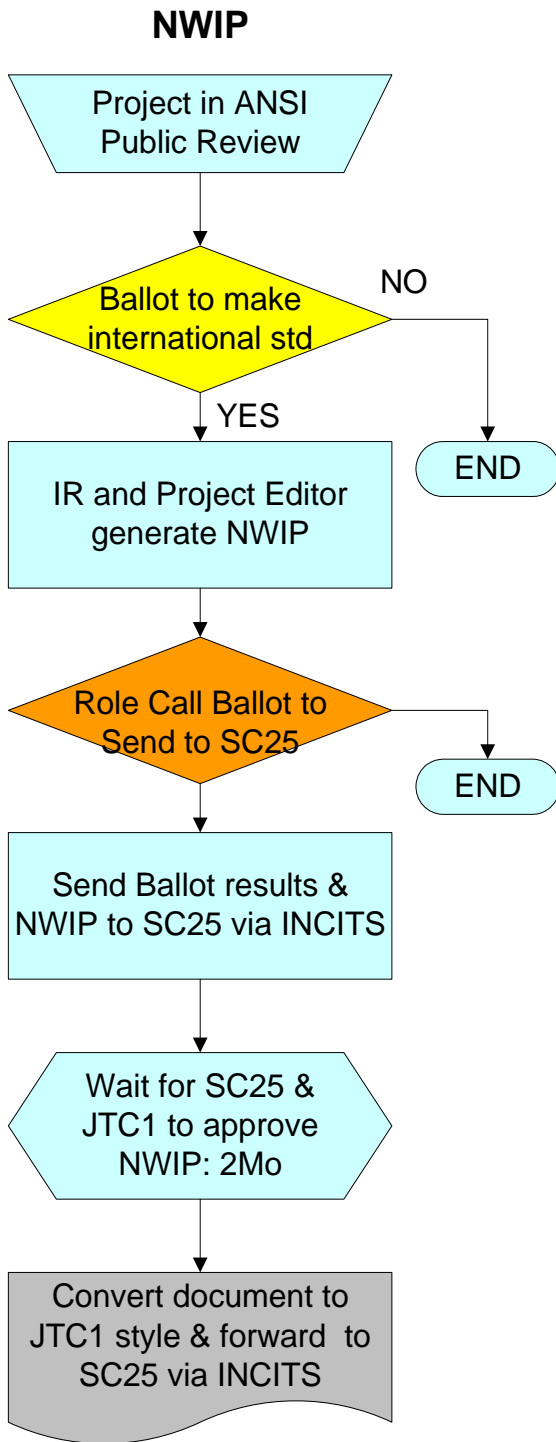 NWIP
Project in ANSI
Public Review
Ballot to make
international std
NO
YES
END
IR and Project Editor
generate NWIP
Role Call Ballot to
Send to SC25
END
Send Ballot results &
NWIP to SC25 via INCITS
Wait for SC25 &
JTC1 to approve
NWIP: 2Mo
Convert document to
JTC1 style & forward to
SC25 via INCITS